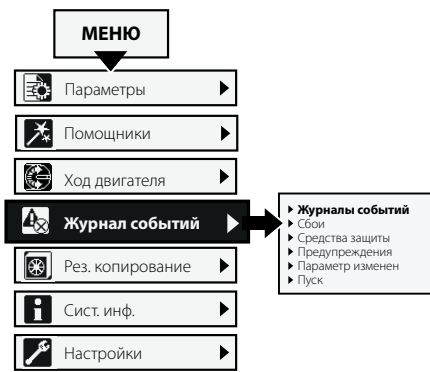 МЕНЮ
Параметры
Помощники
Ход двигателя
Журнал событий
Рез. копирование
Сист. инф.
Настройки
Журналы событий
Сбои
Средства защиты
Предупреждения
Параметр изменен
Пуск